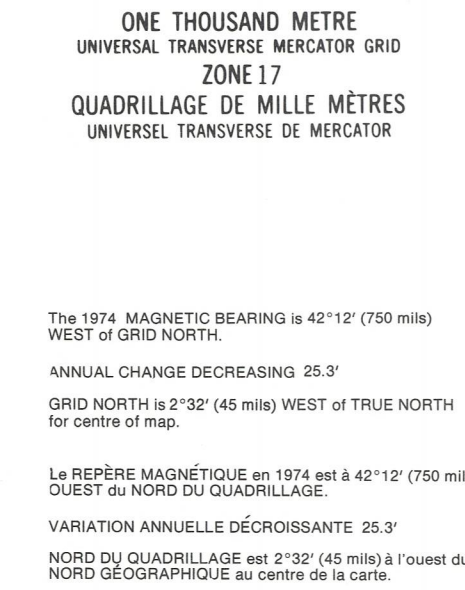 ONE THOUSAND METRE
UNIVERSAL TRANSVERSE MERCATOR GRID
ZONE 17
QUADRILLAGE DE MILLE MÈTRES
UNIVERSEL TRANSVERSE DE MERCATOR
The 1974 MAGNETIC BEARING is 42°12′ (750 mils)
WEST of GRID NORTH.
ANNUAL CHANGE DECREASING 25.3′
GRID NORTH is 2°32′ (45 mils) WEST of TRUE NORTH
for centre of map.
Le REPÈRE MAGNÉTIQUE en 1974 est à 42°12′ (750 mil
OUEST du NORD DU QUADRILLAGE.
VARIATION ANNUELLE DÉCROISSANTE 25.3′
NORD DU QUADRILLAGE est 2°32′ (45 mils) à l'ouest du
NORD GÉOGRAPHIQUE au centre de la carte.